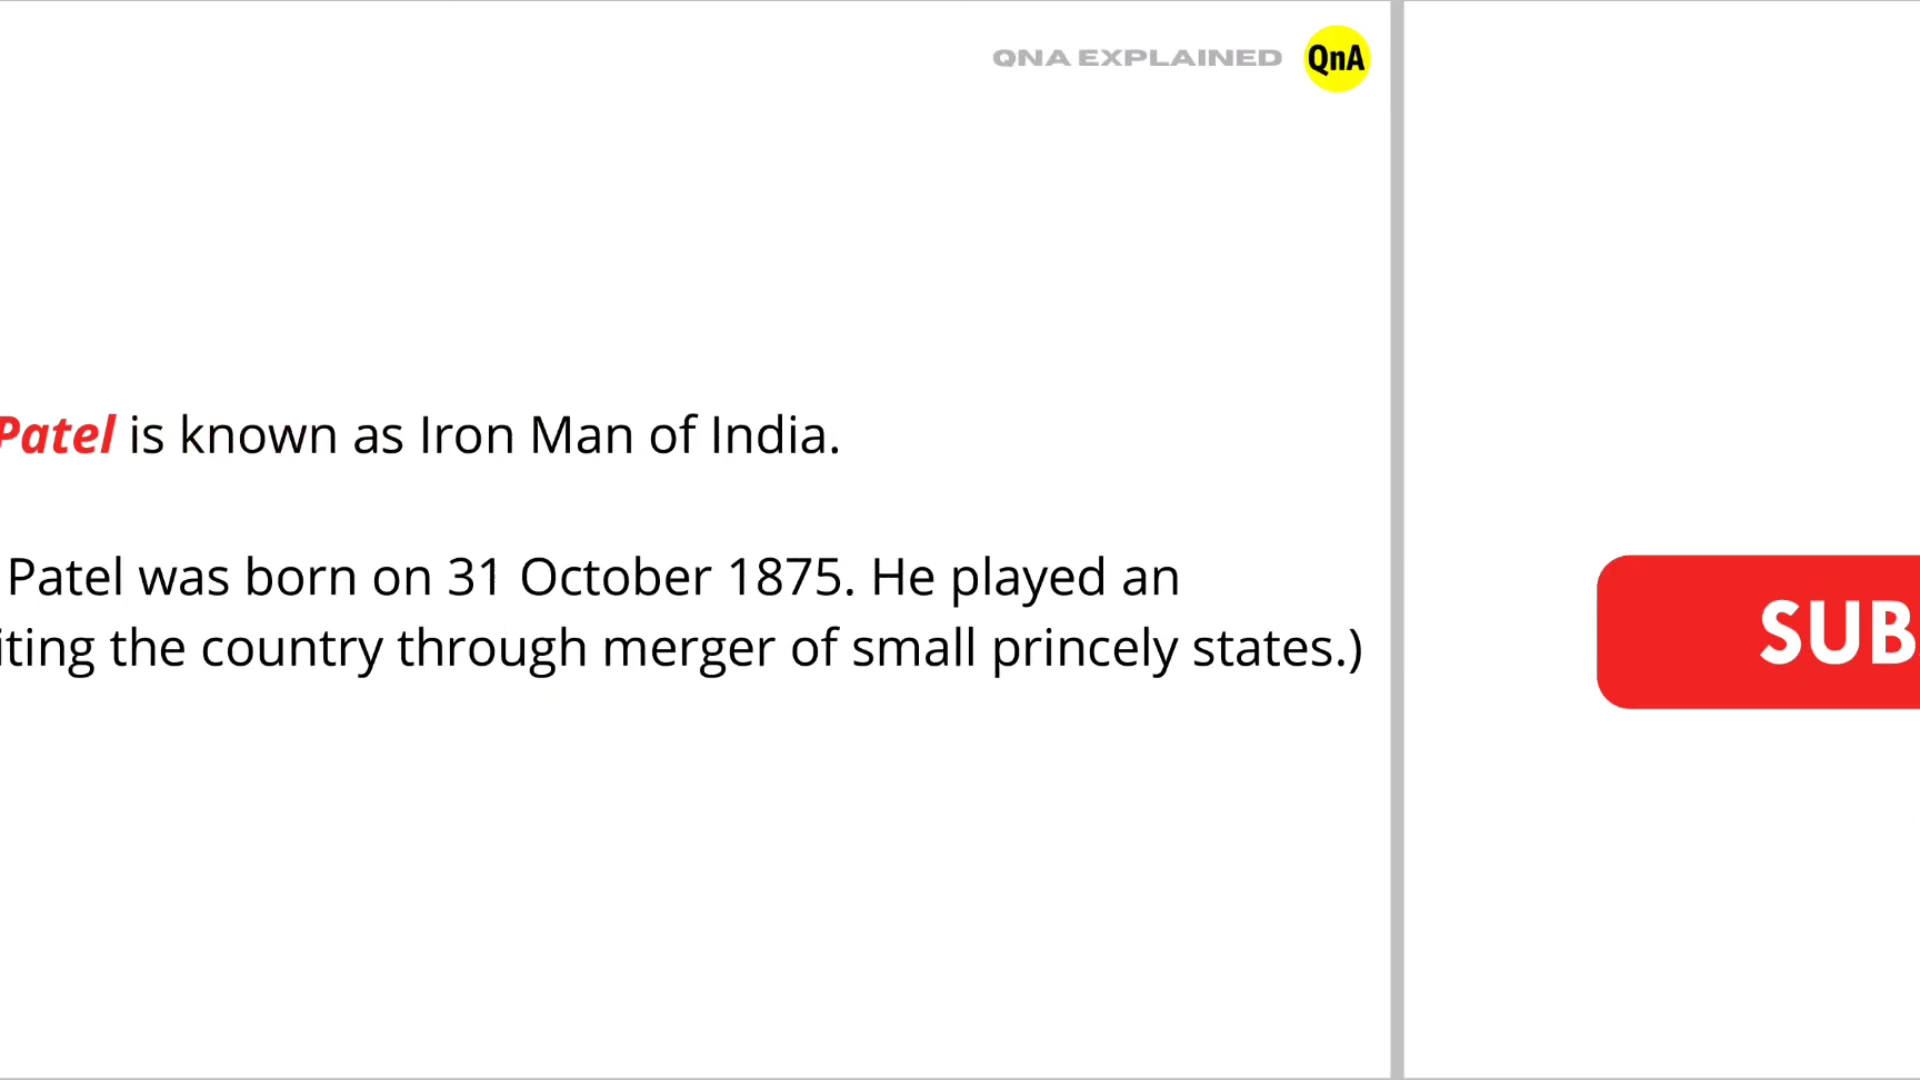 QNA EXPLAINED QnA
Patel is known as Iron Man of India.
Patel was born on 31 October 1875. He played an
iting the country through merger of small princely states.)
SUB